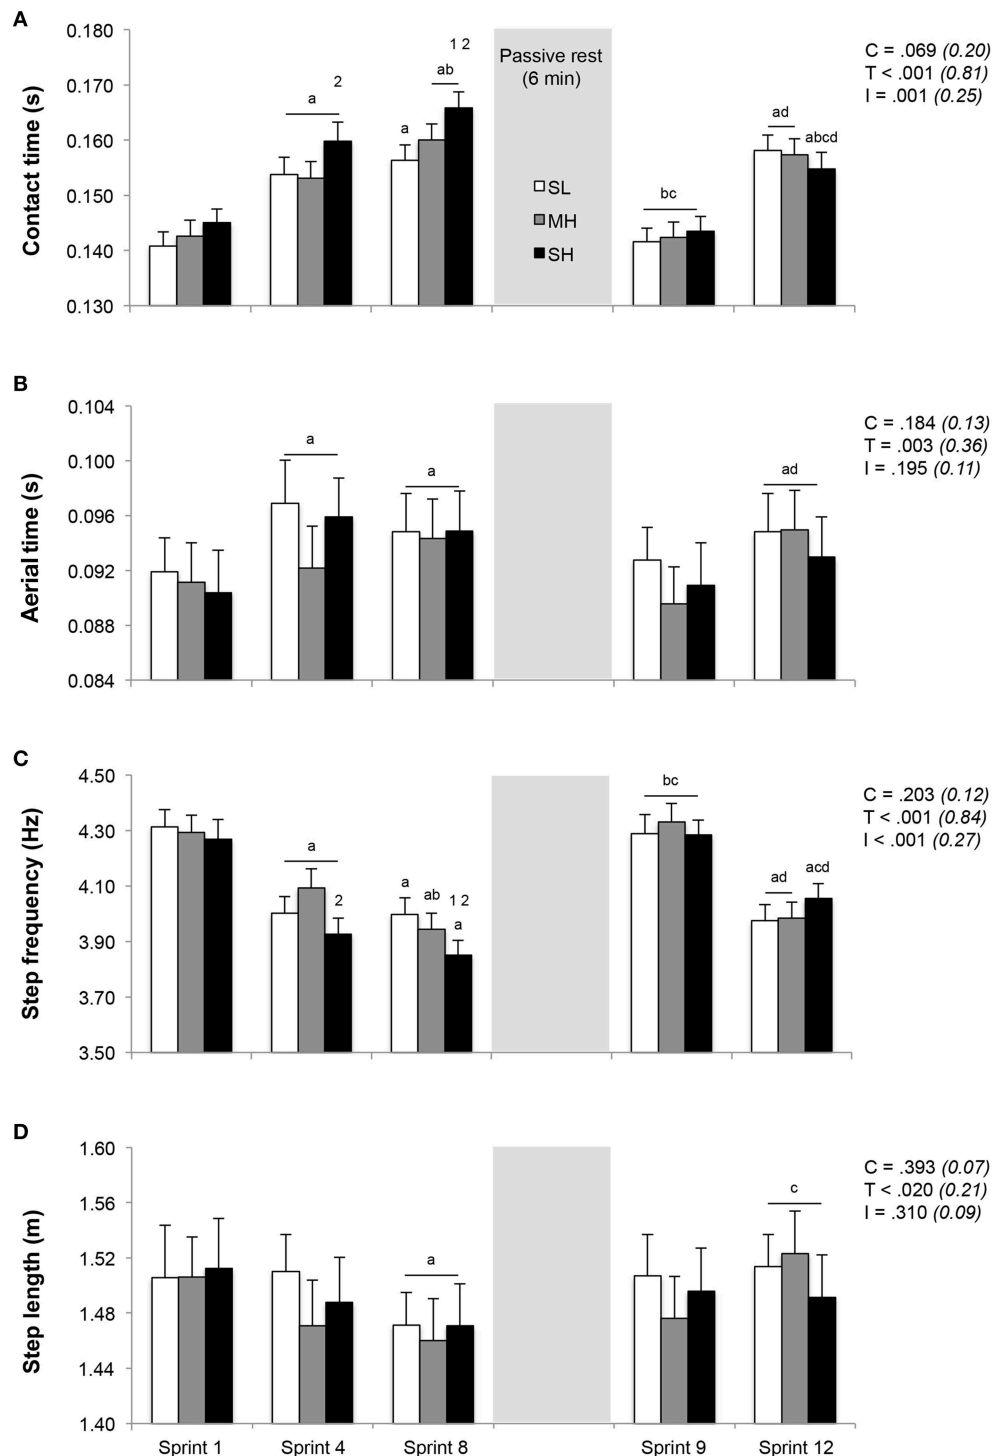 A
Contact time (s)
0.180
0.170
0.160
0.150
0.140
0.130
a
2
a
ab
1 2
Passive rest
(6 min)
SL
MH
SH
bc
ad
abcd
C = .069 (0.20)
T < .001 (0.81)
I = .001 (0.25)
B
Aerial time (s)
0.104
0.100
0.096
0.092
0.088
0.084
a
a
ad
C = .184 (0.13)
T = .003 (0.36)
I = .195 (0.11)
C
Step frequency (Hz)
4.50
4.30
4.10
3.90
3.70
3.50
a
2
a
ab
1 2
a
bc
ad
acd
C = .203 (0.12)
T < .001 (0.84)
I < .001 (0.27)
D
Step length (m)
1.60
1.56
1.52
1.48
1.44
1.40
a
c
C = .393 (0.07)
T < .020 (0.21)
I = .310 (0.09)
Sprint 1
Sprint 4
Sprint 8
Sprint 9
Sprint 12